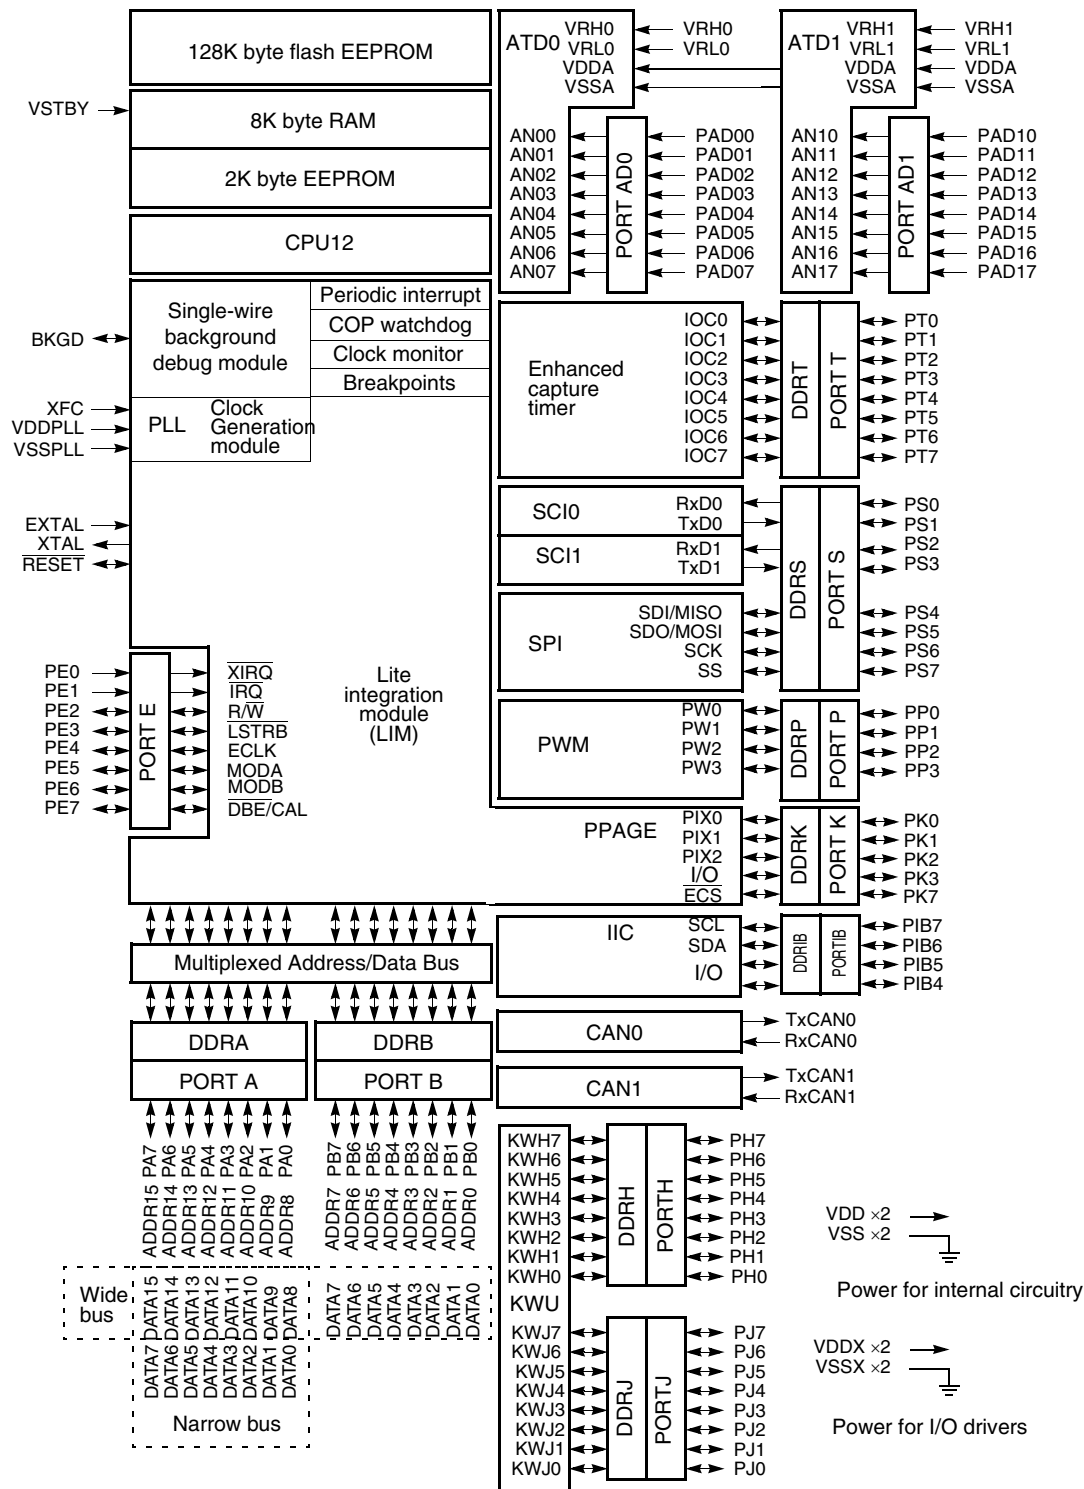 128K byte flash EEPROM
VSTBY
8K byte RAM
2K byte EEPROM
CPU12
Single-wire
background
debug module
Periodic interrupt
COP watchdog
Clock monitor
Breakpoints
BKGD
XFC
VDDPLL
VSSPLL
PLL
Clock
Generation
module
EXTAL
XTAL
RESET
PE0
PE1
PE2
PE3
PE4
PE5
PE6
PE7
PORT E
XIRQ
IRQ
R/W
LSTRB
ECLK
MODA
MODB
DBE/CAL
Lite
integration
module
(LIM)
Multiplexed Address/Data Bus
DDRA
PORT A
DDRB
PORT B
PA7
PA6
PA5
PA4
PA3
PA2
PA1
PA0
PB7
PB6
PB5
PB4
PB3
PB2
PB1
PB0
ADDR15
ADDR14
ADDR13
ADDR12
ADDR11
ADDR10
ADDR9
ADDR8
ADDR7
ADDR6
ADDR5
ADDR4
ADDR3
ADDR2
ADDR1
ADDR0
Wide
bus
DATA15
DATA14
DATA13
DATA12
DATA11
DATA10
DATA9
DATA8
DATA7
DATA6
DATA5
DATA4
DATA3
DATA2
DATA1
DATA0
DATA7
DATA6
DATA5
DATA4
DATA3
DATA2
DATA1
DATA0
Narrow bus
ATD0
VRH0
VRL0
VDDA
VSSA
VRH0
VRL0
AN00
AN01
AN02
AN03
AN04
AN05
AN06
AN07
PORT AD0
PAD00
PAD01
PAD02
PAD03
PAD04
PAD05
PAD06
PAD07
ATD1
VRH1
VRL1
VDDA
VSSA
VRH1
VRL1
VDDA
VSSA
AN10
AN11
AN12
AN13
AN14
AN15
AN16
AN17
PORT AD1
PAD10
PAD11
PAD12
PAD13
PAD14
PAD15
PAD16
PAD17
Enhanced
capture
timer
IOC0
IOC1
IOC2
IOC3
IOC4
IOC5
IOC6
IOC7
DDRT
PORT T
PT0
PT1
PT2
PT3
PT4
PT5
PT6
PT7
SCI0
RxD0
TxD0
SCI1
RxD1
TxD1
SPI
SDI/MISO
SDO/MOSI
SCK
SS
DDRS
PORT S
PS0
PS1
PS2
PS3
PS4
PS5
PS6
PS7
PWM
PW0
PW1
PW2
PW3
DDRP
PORT P
PP0
PP1
PP2
PP3
PPAGE
PIX0
PIX1
PIX2
I/O
ECS
DDRK
PORT K
PK0
PK1
PK2
PK3
PK7
IIC
SCL
SDA
I/O
DDRIB
PORTIB
PIB7
PIB6
PIB5
PIB4
CAN0
TxCAN0
RxCAN0
CAN1
TxCAN1
RxCAN1
KWH7
KWH6
KWH5
KWH4
KWH3
KWH2
KWH1
KWH0
KWU
KWJ7
KWJ6
KWJ5
KWJ4
KWJ3
KWJ2
KWJ1
KWJ0
DDRH
PORTH
PH7
PH6
PH5
PH4
PH3
PH2
PH1
PH0
DDRJ
PORTJ
PJ7
PJ6
PJ5
PJ4
PJ3
PJ2
PJ1
PJ0
VDD ×2
VSS ×2
Power for internal circuitry
VDDX ×2
VSSX ×2
Power for I/O drivers